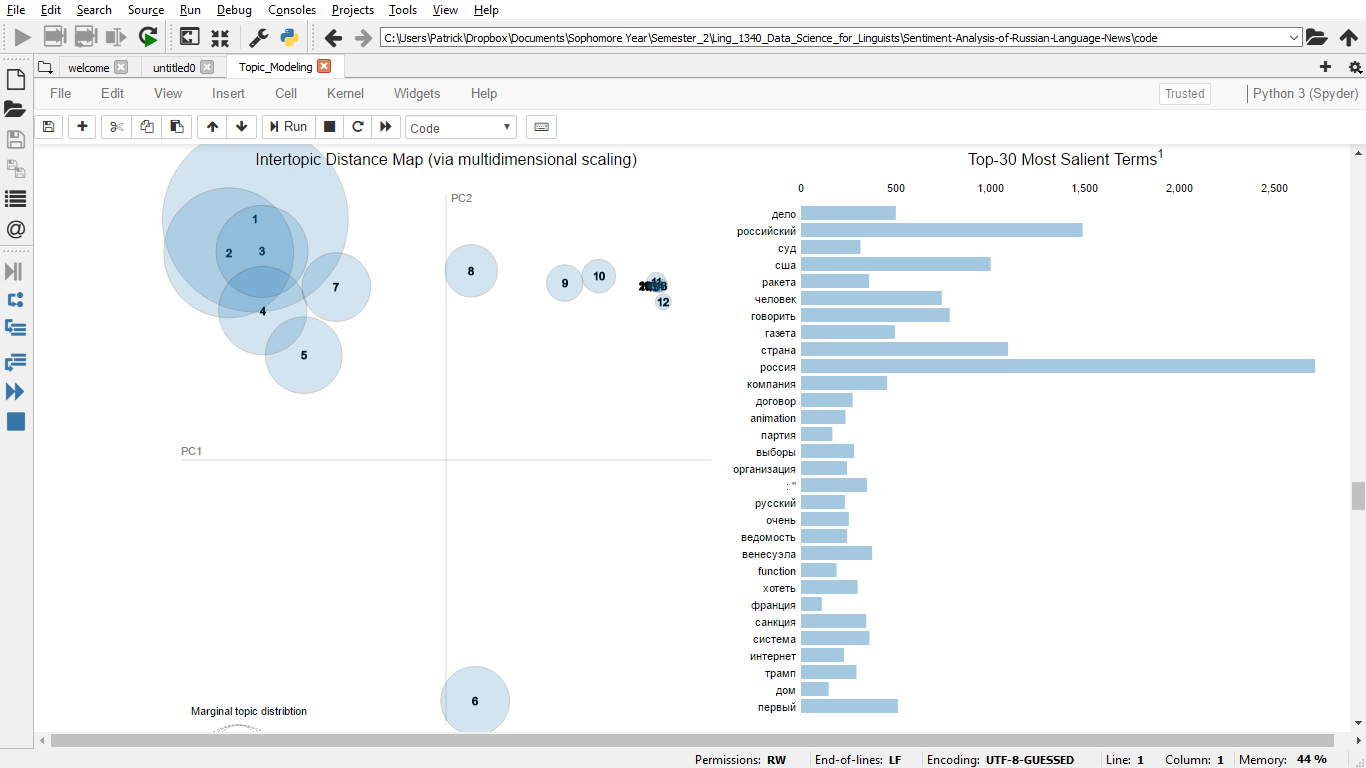 File Edit Search Source Run Debug Consoles Projects Tools View Help
C:\Users\Patrick\Dropbox\Documents\Sophomore Year\Semester_2\Ling_1340_Data_Science_for_Linguists\Sentiment-Analysis-of-Russian-Language-News\code
welcome untitled0 Topic_Modeling
File Edit View Insert Cell Kernel Widgets Help Trusted Python 3 (Spyder)
Run Code
Intertopic Distance Map (via multidimensional scaling)
PC2
1
2
3
4
5
7
8
9
10
11
12
PC1
6
Marginal topic distribtion
Top-30 Most Salient Terms1
0 500 1,000 1,500 2,000 2,500
дело
российский
суд
сша
ракета
человек
говорить
газета
страна
россия
компания
договор
animation
партия
выборы
организация
: "
русский
очень
ведомость
венесуэла
function
хотеть
франция
санкция
система
интернет
трамп
дом
первый
Permissions: RW End-of-lines: LF Encoding: UTF-8-GUESSED Line: 1 Column: 1 Memory: 44 %